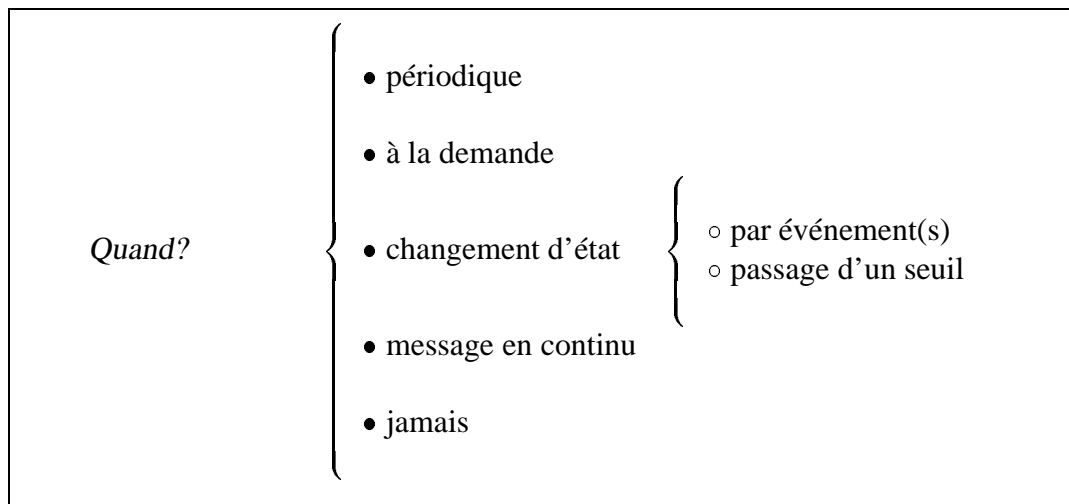 • périodique
• à la demande
Quand?
• changement d'état
○ par événement(s)
○ passage d'un seuil
• message en continu
• jamais